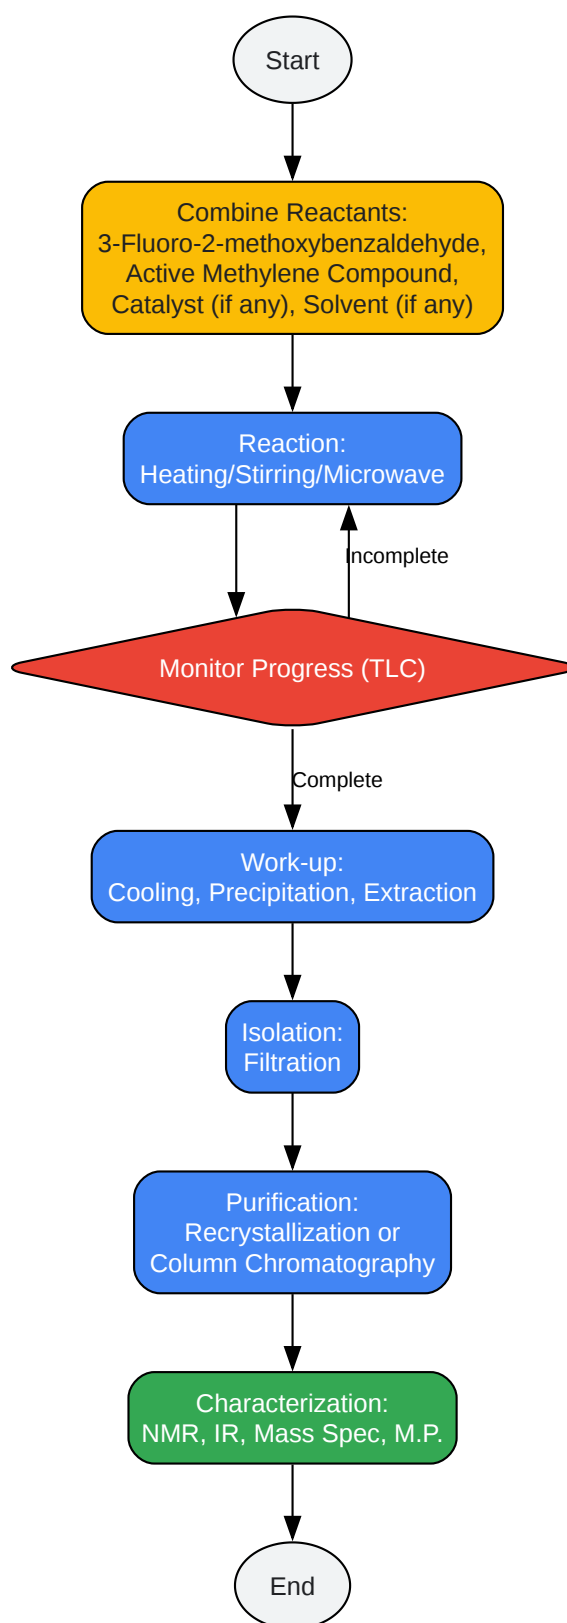 Start
Combine Reactants:
3-Fluoro-2-methoxybenzaldehyde,
Active Methylene Compound,
Catalyst (if any), Solvent (if any)
Reaction:
Heating/Stirring/Microwave
Incomplete
Monitor Progress (TLC)
Complete
Work-up:
Cooling, Precipitation, Extraction
Isolation:
Filtration
Purification:
Recrystallization or
Column Chromatography
Characterization:
NMR, IR, Mass Spec, M.P.
End